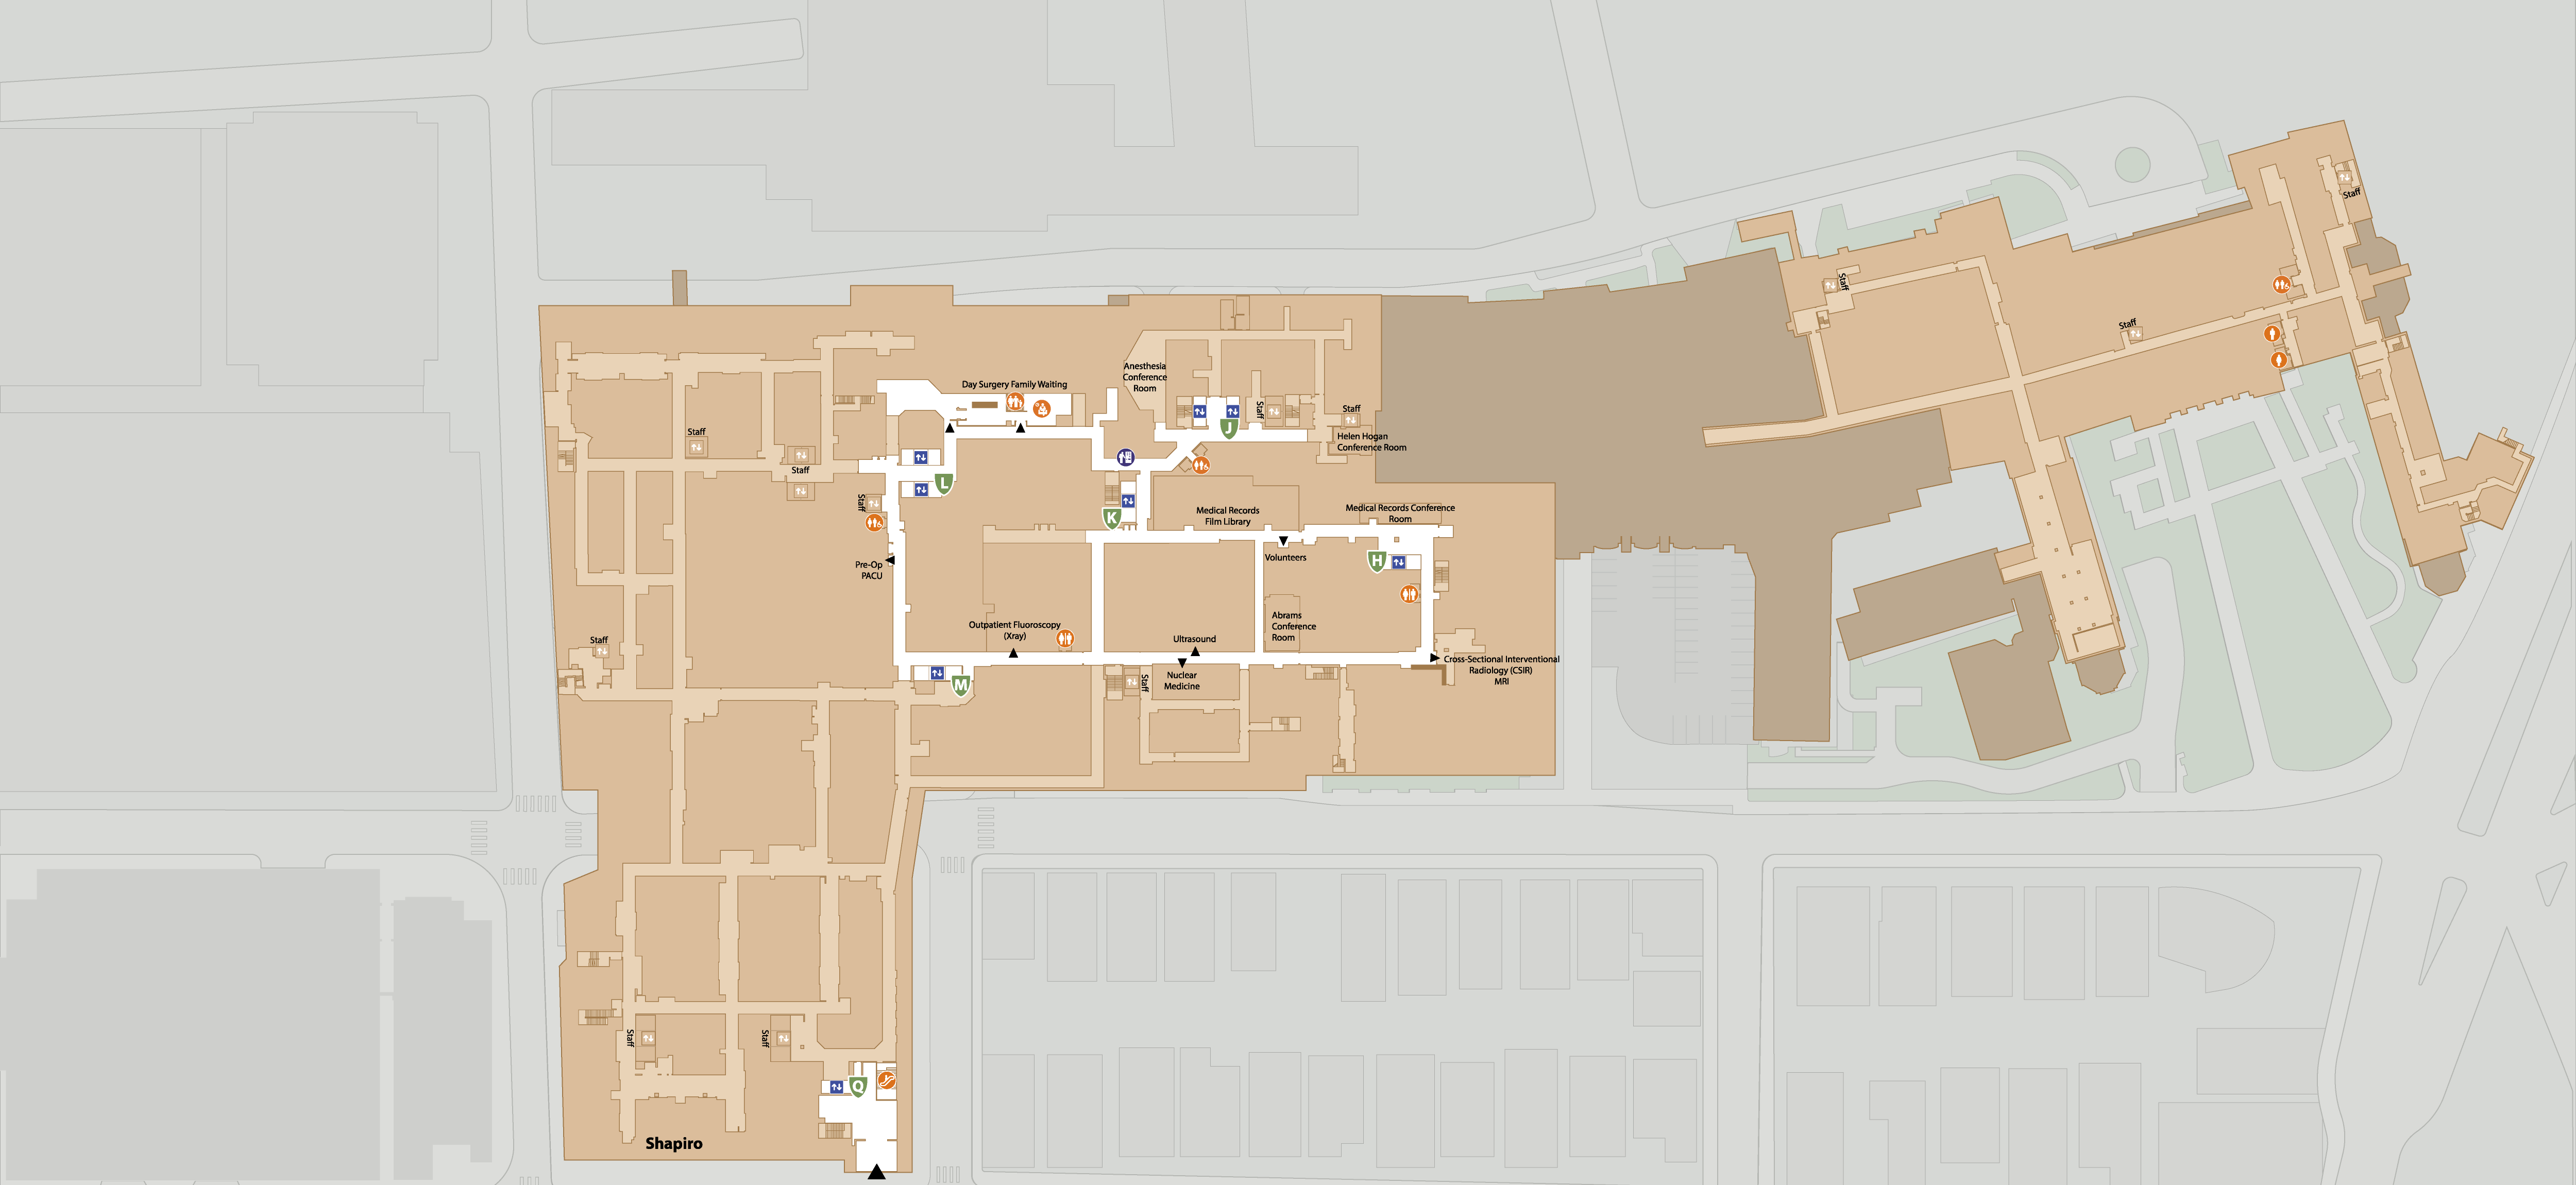 Staff
Staff
Staff
Day Surgery Family Waiting
Anesthesia
Conference
Room
Staff
Staff
J
Helen Hogan
Conference Room
Staff
Staff
L
Staff
K
Medical Records
Film Library
Medical Records Conference
Room
Volunteers
H
Pre-Op
PACU
Outpatient Fluoroscopy
(Xray)
Abrams
Conference
Room
Ultrasound
Staff
Cross-Sectional Interventional
Radiology (CSIR)
MRI
Nuclear
Medicine
Staff
M
Staff
Staff
Q
Shapiro